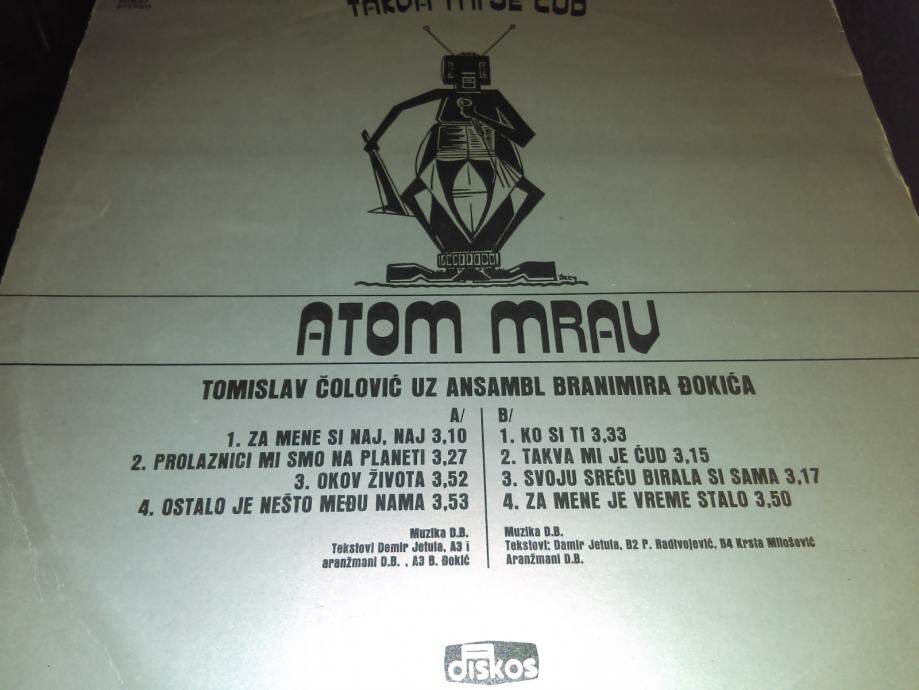 STEREO
TAKVA MI JE ĆUD
ATOM MRAV
TOMISLAV ČOLOVIĆ UZ ANSAMBL BRANIMIRA ĐOKIĆA
A/
1. ZA MENE SI NAJ, NAJ 3,10
2. PROLAZNICI MI SMO NA PLANETI 3,27
3. OKOV ŽIVOTA 3,52
4. OSTALO JE NEŠTO MEĐU NAMA 3,53
Muzika D.B.
Tekstovi Demir Jetula, A3 i
aranžmani D.B. , A3 B. Đokić
B/
1. KO SI TI 3,33
2. TAKVA MI JE ĆUD 3,15
3. SVOJU SREĆU BIRALA SI SAMA 3,17
4. ZA MENE JE VREME STALO 3,50
Muzika D.B.
Tekstovi: Damir Jetula, B2 P. Radivojević. B4 Krsta Milošević
Aranžmani D.B.
DISKOS